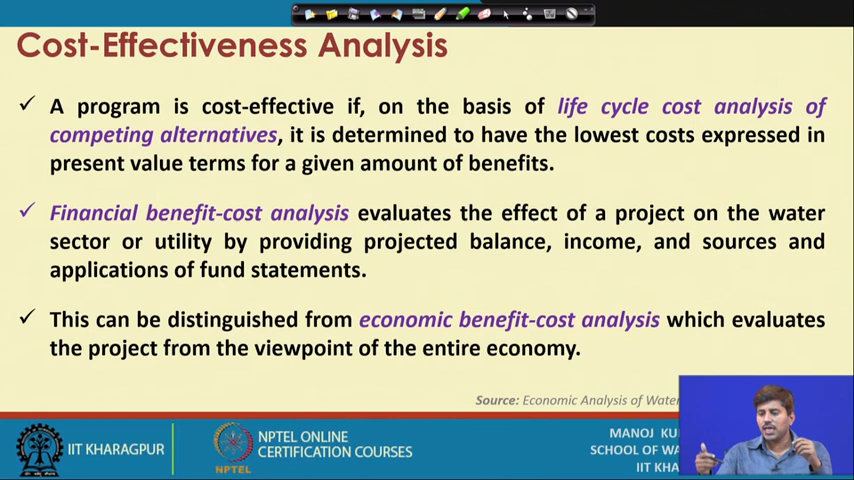 Cost-Effectiveness Analysis
✓ A program is cost-effective if, on the basis of life cycle cost analysis of
competing alternatives, it is determined to have the lowest costs expressed in
present value terms for a given amount of benefits.
✓ Financial benefit-cost analysis evaluates the effect of a project on the water
sector or utility by providing projected balance, income, and sources and
applications of fund statements.
✓ This can be distinguished from economic benefit-cost analysis which evaluates
the project from the viewpoint of the entire economy.
Source: Economic Analysis of Water
IIT KHARAGPUR
NPTEL
NPTEL ONLINE
CERTIFICATION COURSES
MANOJ
SCHOOL OF
IIT